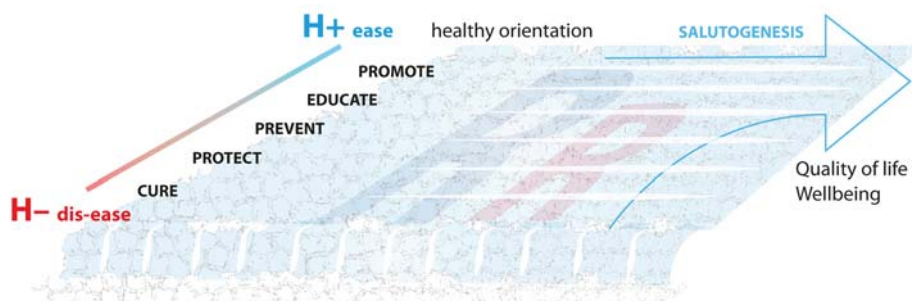 H+ ease healthy orientation SALUTOGENESIS
PROMOTE
EDUCATE
PREVENT
PROTECT
CURE
H– dis-ease
Quality of life
Wellbeing